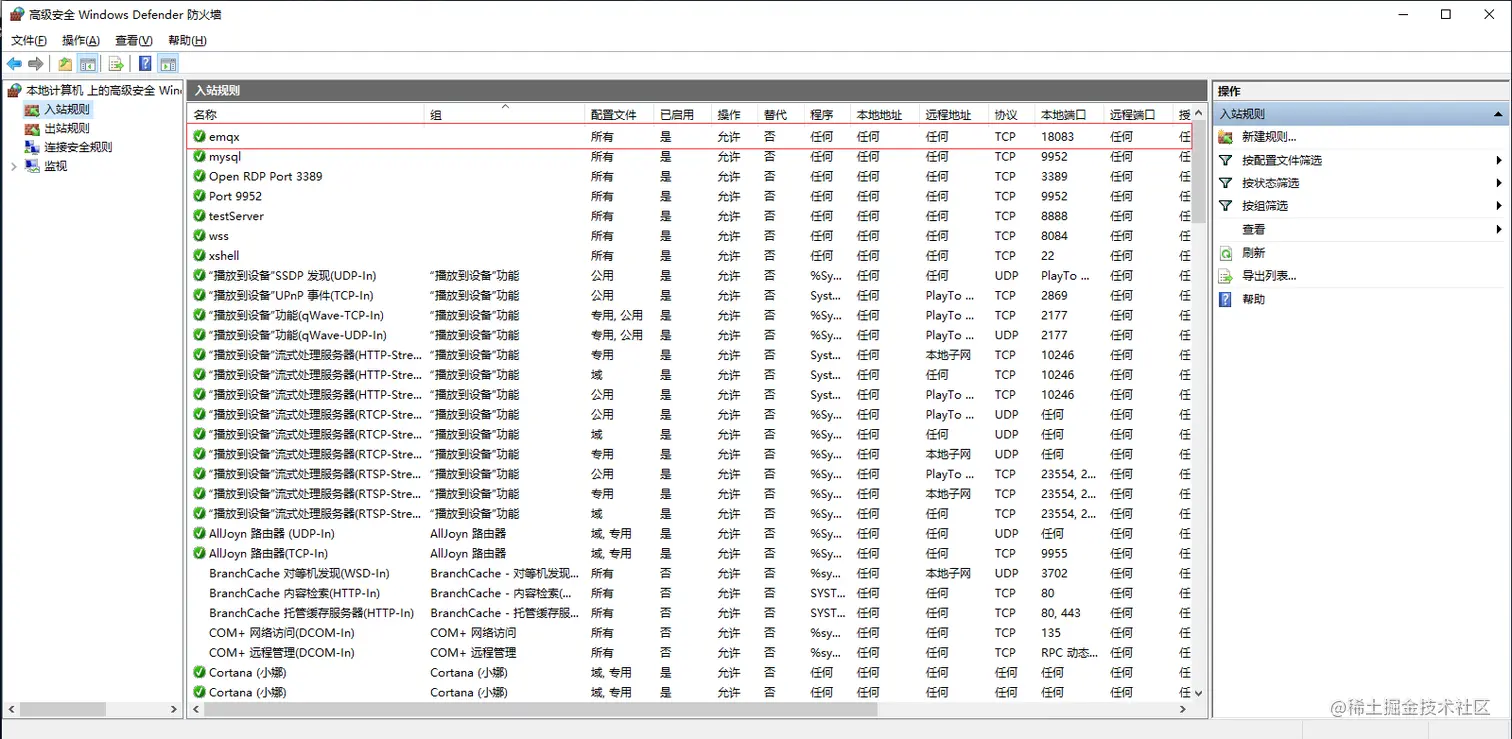 高级安全 Windows Defender 防火墙
文件(F) 操作(A) 查看(V) 帮助(H)
本地计算机 上的高级安全 Wind
入站规则
出站规则
连接安全规则
监视
入站规则
名称 组 配置文件 已启用 操作 替代 程序 本地地址 远程地址 协议 本地端口 远程端口 授
emqx 所有 是 允许 否 任何 任何 任何 TCP 18083 任何 任
mysql 所有 是 允许 否 任何 任何 任何 TCP 9952 任何 任
Open RDP Port 3389 所有 是 允许 否 任何 任何 任何 TCP 3389 任何 任
Port 9952 所有 是 允许 否 任何 任何 任何 TCP 9952 任何 任
testServer 所有 是 允许 否 任何 任何 任何 TCP 8888 任何 任
wss 所有 是 允许 否 任何 任何 任何 TCP 8084 任何 任
xshell 所有 是 允许 否 任何 任何 任何 TCP 22 任何 任
“播放到设备”SSDP 发现(UDP-In) “播放到设备”功能 公用 是 允许 否 %Sy... 任何 任何 UDP PlayTo ... 任何 任
“播放到设备”UPnP 事件(TCP-In) “播放到设备”功能 公用 是 允许 否 Syst... 任何 PlayTo ... TCP 2869 任何 任
“播放到设备”功能(qWave-TCP-In) “播放到设备”功能 专用, 公用 是 允许 否 %Sy... 任何 PlayTo ... TCP 2177 任何 任
“播放到设备”功能(qWave-UDP-In) “播放到设备”功能 专用, 公用 是 允许 否 %Sy... 任何 PlayTo ... UDP 2177 任何 任
“播放到设备”流式处理服务器(HTTP-Stre... “播放到设备”功能 专用 是 允许 否 Syst... 任何 本地子网 TCP 10246 任何 任
“播放到设备”流式处理服务器(HTTP-Stre... “播放到设备”功能 域 是 允许 否 Syst... 任何 任何 TCP 10246 任何 任
“播放到设备”流式处理服务器(HTTP-Stre... “播放到设备”功能 公用 是 允许 否 Syst... 任何 PlayTo ... TCP 10246 任何 任
“播放到设备”流式处理服务器(RTCP-Stre... “播放到设备”功能 公用 是 允许 否 %Sy... 任何 PlayTo ... UDP 任何 任何 任
“播放到设备”流式处理服务器(RTCP-Stre... “播放到设备”功能 域 是 允许 否 %Sy... 任何 任何 UDP 任何 任何 任
“播放到设备”流式处理服务器(RTCP-Stre... “播放到设备”功能 专用 是 允许 否 %Sy... 任何 本地子网 UDP 任何 任何 任
“播放到设备”流式处理服务器(RTSP-Stre... “播放到设备”功能 公用 是 允许 否 %Sy... 任何 PlayTo ... TCP 23554, 2... 任何 任
“播放到设备”流式处理服务器(RTSP-Stre... “播放到设备”功能 专用 是 允许 否 %Sy... 任何 本地子网 TCP 23554, 2... 任何 任
“播放到设备”流式处理服务器(RTSP-Stre... “播放到设备”功能 域 是 允许 否 %Sy... 任何 任何 TCP 23554, 2... 任何 任
AllJoyn 路由器 (UDP-In) AllJoyn 路由器 域, 专用 是 允许 否 %Sy... 任何 任何 UDP 任何 任何 任
AllJoyn 路由器(TCP-In) AllJoyn 路由器 域, 专用 是 允许 否 %Sy... 任何 任何 TCP 9955 任何 任
BranchCache 对等机发现(WSD-In) BranchCache - 对等机发现... 所有 否 允许 否 %sy... 任何 本地子网 UDP 3702 任何 任
BranchCache 内容检索(HTTP-In) BranchCache - 内容检索(... 所有 否 允许 否 SYST... 任何 任何 TCP 80 任何 任
BranchCache 托管缓存服务器(HTTP-In) BranchCache - 托管缓存服... 所有 否 允许 否 SYST... 任何 任何 TCP 80, 443 任何 任
COM+ 网络访问(DCOM-In) COM+ 网络访问 所有 否 允许 否 %sy... 任何 任何 TCP 135 任何 任
COM+ 远程管理(DCOM-In) COM+ 远程管理 所有 否 允许 否 %sy... 任何 任何 TCP RPC 动态... 任何 任
Cortana (小娜) Cortana (小娜) 域, 专用 是 允许 否 任何 任何 任何 任何 任何 任何 任
Cortana (小娜) Cortana (小娜) 域, 专用 是 允许 否 任何 任何 任何 任何 任何 任何 任
操作
入站规则
新建规则...
按配置文件筛选
按状态筛选
按组筛选
查看
刷新
导出列表...
帮助
@稀土掘金技术社区